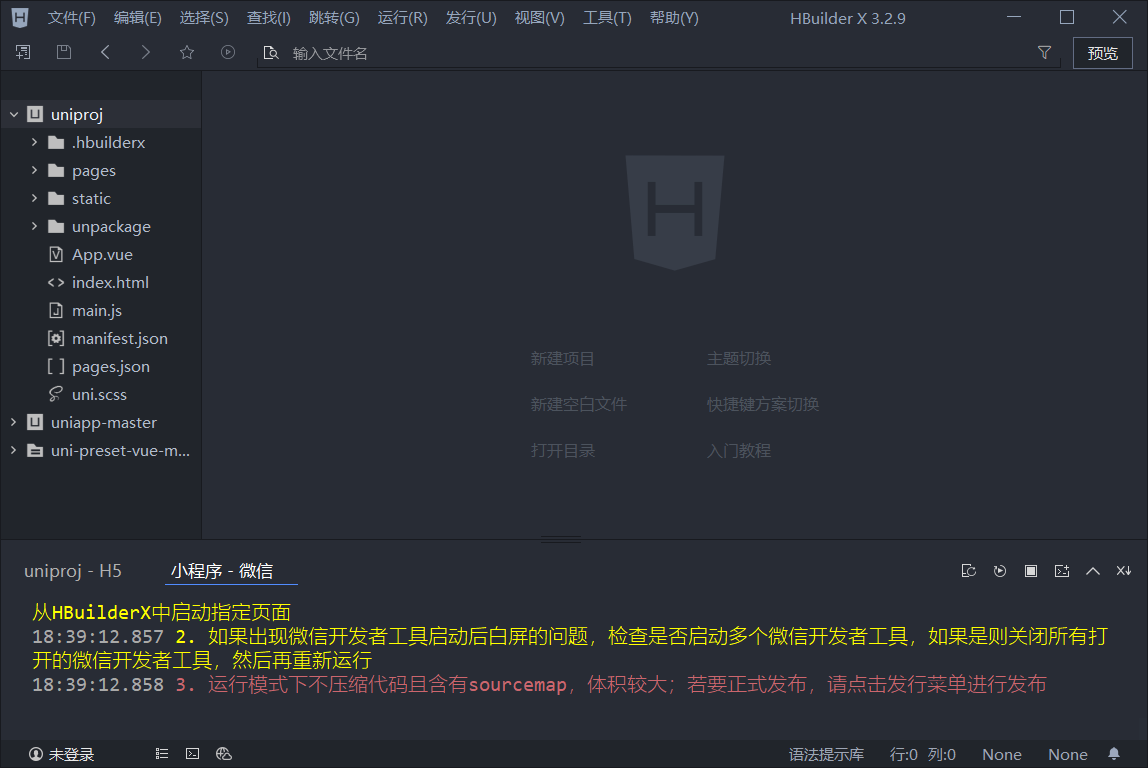 文件(F) 编辑(E) 选择(S) 查找(I) 跳转(G) 运行(R) 发行(U) 视图(V) 工具(T) 帮助(Y) HBuilder X 3.2.9
输入文件名 预览
uniproj
.hbuilderx
pages
static
unpackage
App.vue
index.html
main.js
manifest.json
pages.json
uni.scss
uniapp-master
uni-preset-vue-m...
H
新建项目 主题切换
新建空白文件 快捷键方案切换
打开目录 入门教程
uniproj - H5 小程序 - 微信
从HBuilderX中启动指定页面
18:39:12.857 2. 如果出现微信开发者工具启动后白屏的问题，检查是否启动多个微信开发者工具，如果是则关闭所有打
开的微信开发者工具，然后再重新运行
18:39:12.858 3. 运行模式下不压缩代码且含有sourcemap，体积较大；若要正式发布，请点击发行菜单进行发布
未登录 语法提示库 行:0 列:0 None None